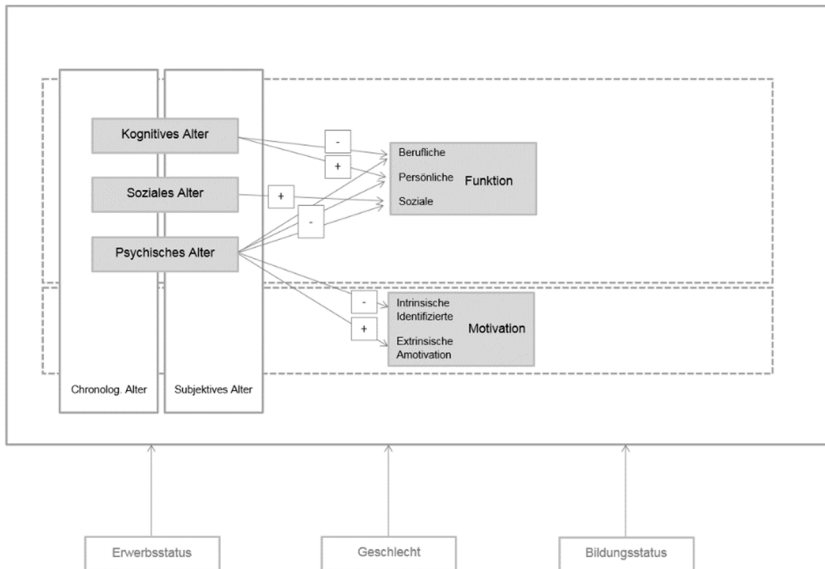 Kognitives Alter
-
Berufliche
+
Persönliche
Funktion
Soziales Alter
+
Soziale
-
Psychisches Alter
-
Intrinsische
Identifizierte
Motivation
+
Extrinsische
Amotivation
Chronolog. Alter
Subjektives Alter
Erwerbsstatus
Geschlecht
Bildungsstatus